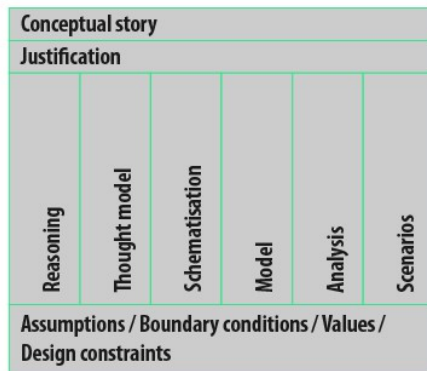 Conceptual story
Justification
Reasoning
Thought model
Schematisation
Model
Analysis
Scenarios
Assumptions / Boundary conditions / Values /
Design constraints